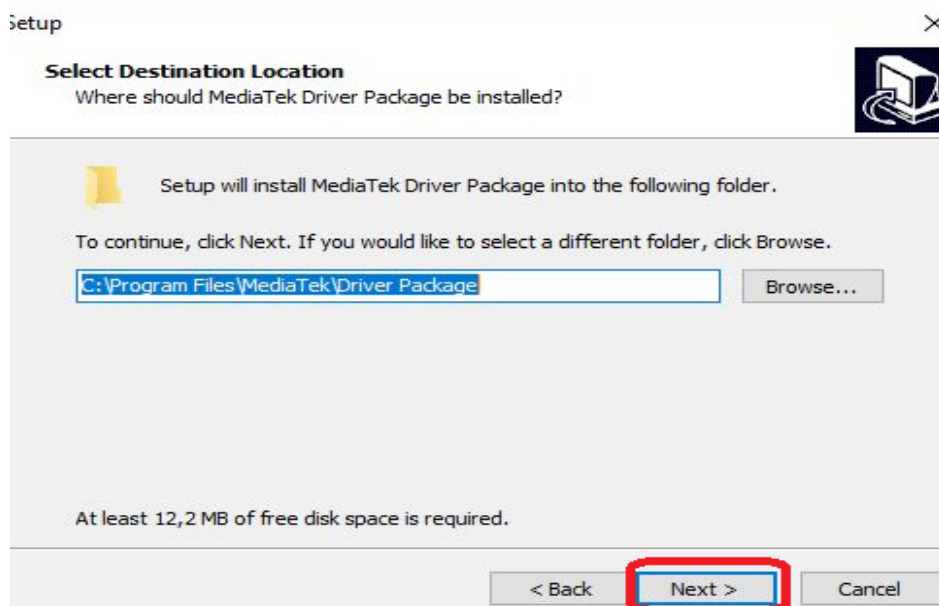 Setup
Select Destination Location
Where should MediaTek Driver Package be installed?
Setup will install MediaTek Driver Package into the following folder.
To continue, click Next. If you would like to select a different folder, click Browse.
C:\Program Files\MediaTek\Driver Package
Browse...
At least 12,2 MB of free disk space is required.
< Back
Next >
Cancel